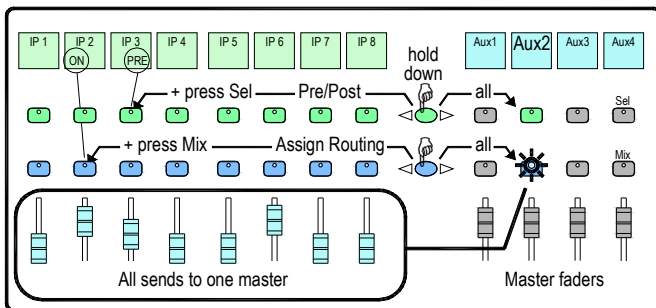 IP 1 IP 2 IP 3 IP 4 IP 5 IP 6 IP 7 IP 8 Aux1 Aux2 Aux3 Aux4
ON PRE hold
down
+ press Sel Pre/Post all Sel
+ press Mix Assign Routing all Mix
All sends to one master Master faders